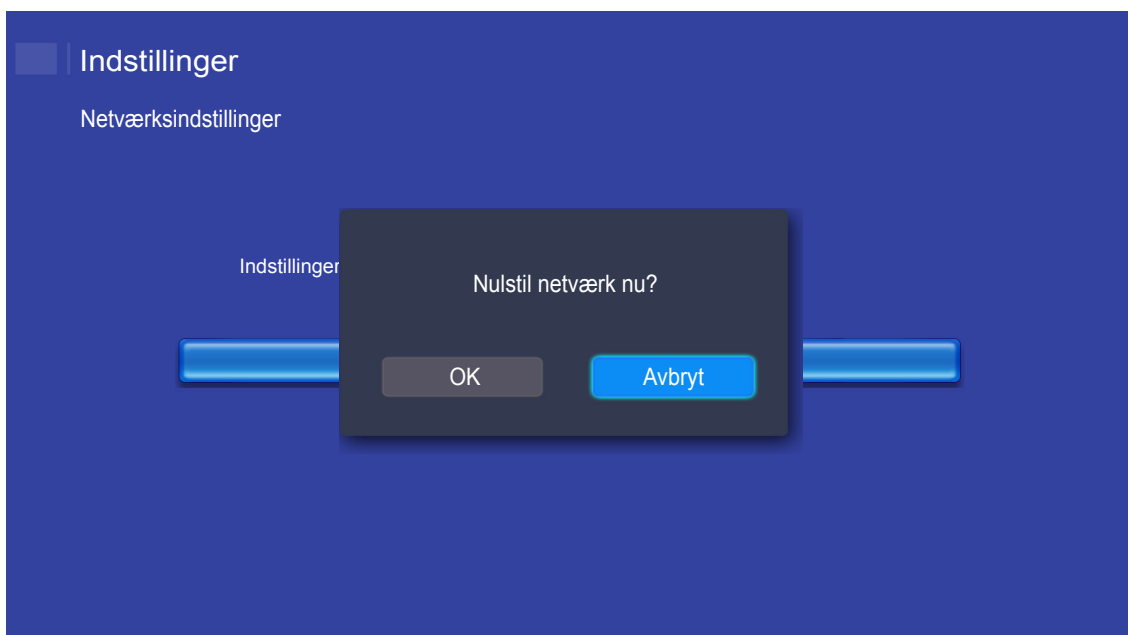 Indstillinger
Netværksindstillinger
Indstillinger
Nulstil netværk nu?
OK
Avbryt